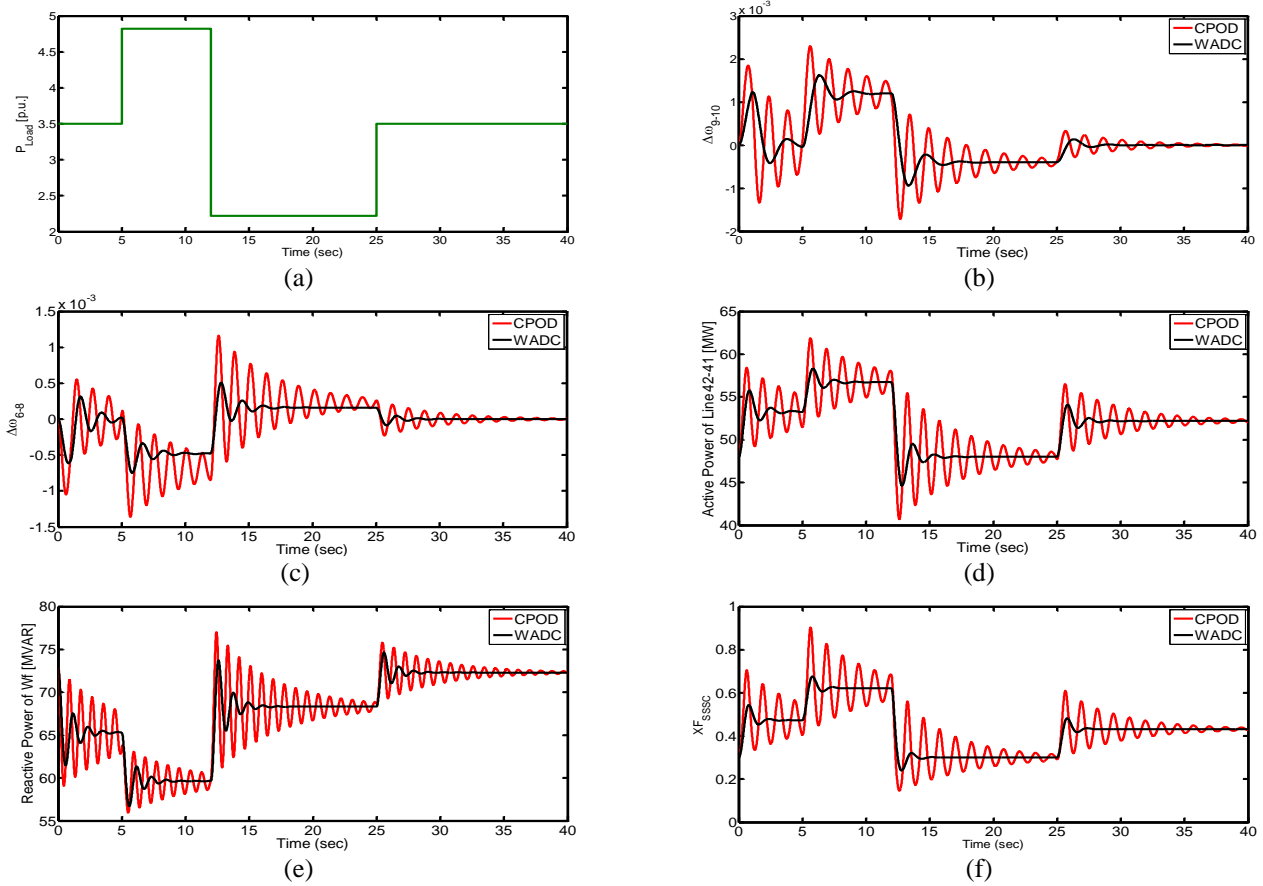 5
4.5
4
3.5
3
2.5
2
P_Load [p.u.]
0 5 10 15 20 25 30 35 40
Time (sec)
(a)
x 10^-3
3
2
1
0
-1
-2
Δω_9-10
CPOD
WADC
0 5 10 15 20 25 30 35 40
Time (sec)
(b)
x 10^-3
1.5
1
0.5
0
-0.5
-1
-1.5
Δω_6-8
CPOD
WADC
0 5 10 15 20 25 30 35 40
Time (sec)
(c)
65
60
55
50
45
40
Active Power of Line42-41 [MW]
CPOD
WADC
0 5 10 15 20 25 30 35 40
Time (sec)
(d)
80
75
70
65
60
55
Reactive Power of Wf [MVAR]
CPOD
WADC
0 5 10 15 20 25 30 35 40
Time (sec)
(e)
1
0.8
0.6
0.4
0.2
0
XF_SSSC
CPOD
WADC
0 5 10 15 20 25 30 35 40
Time (sec)
(f)